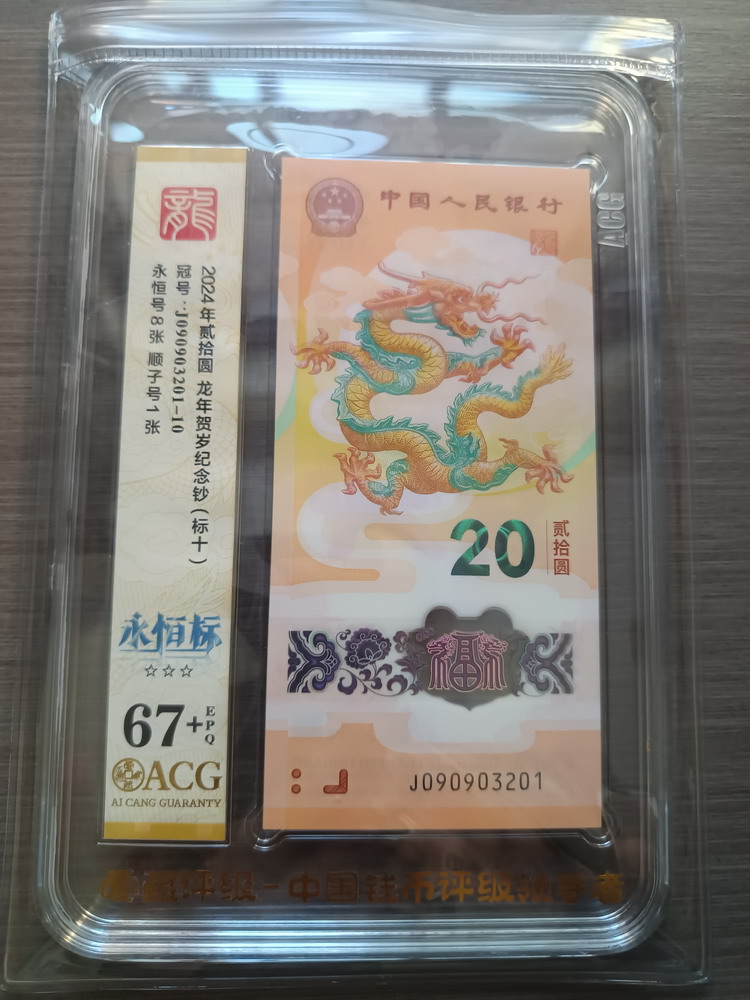 龍
2024年贰拾圆 龙年贺岁纪念钞(标十)
冠号:J090903201-10
永恒号8张 顺子号1张
永恒标
☆☆☆
67+EPQ
ACG
AI CANG GUARANTY
中国人民银行
20
贰拾圆
福
J090903201
ACG
评级-中国钱币评级领导者